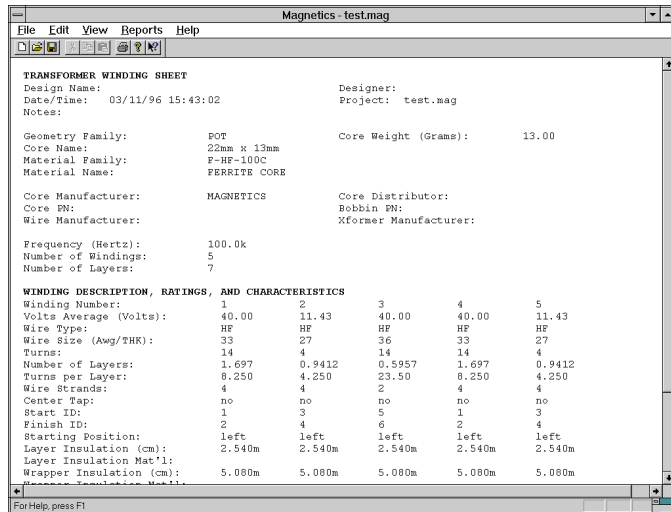 Magnetics - test.mag
File Edit View Reports Help
TRANSFORMER WINDING SHEET
Design Name: Designer:
Date/Time: 03/11/96 15:43:02 Project: test.mag
Notes:
Geometry Family: POT Core Weight (Grams): 13.00
Core Name: 22mm x 13mm
Material Family: F-HF-100C
Material Name: FERRITE CORE
Core Manufacturer: MAGNETICS Core Distributor:
Core PN: Bobbin PN:
Wire Manufacturer: Xformer Manufacturer:
Frequency (Hertz): 100.0k
Number of Windings: 5
Number of Layers: 7
WINDING DESCRIPTION, RATINGS, AND CHARACTERISTICS
Winding Number: 1 2 3 4 5
Volts Average (Volts): 40.00 11.43 40.00 40.00 11.43
Wire Type: HF HF HF HF HF
Wire Size (Awg/THK): 33 27 36 33 27
Turns: 14 4 14 14 4
Number of Layers: 1.697 0.9412 0.5957 1.697 0.9412
Turns per Layer: 8.250 4.250 23.50 8.250 4.250
Wire Strands: 4 4 2 4 4
Center Tap: no no no no no
Start ID: 1 3 5 1 3
Finish ID: 2 4 6 2 4
Starting Position: left left left left left
Layer Insulation (cm): 2.540m 2.540m 2.540m 2.540m 2.540m
Layer Insulation Mat'l:
Wrapper Insulation (cm): 5.080m 5.080m 5.080m 5.080m 5.080m
Wrapper Insulation Mat'l:
For Help, press F1